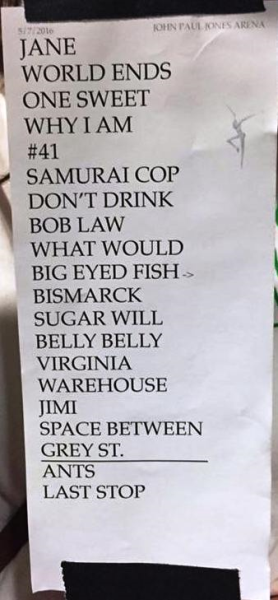 5/7/2016 JOHN PAUL JONES ARENA
JANE
WORLD ENDS
ONE SWEET
WHY I AM
#41
SAMURAI COP
DON'T DRINK
BOB LAW
WHAT WOULD
BIG EYED FISH ->
BISMARCK
SUGAR WILL
BELLY BELLY
VIRGINIA
WAREHOUSE
JIMI
SPACE BETWEEN
GREY ST.
ANTS
LAST STOP